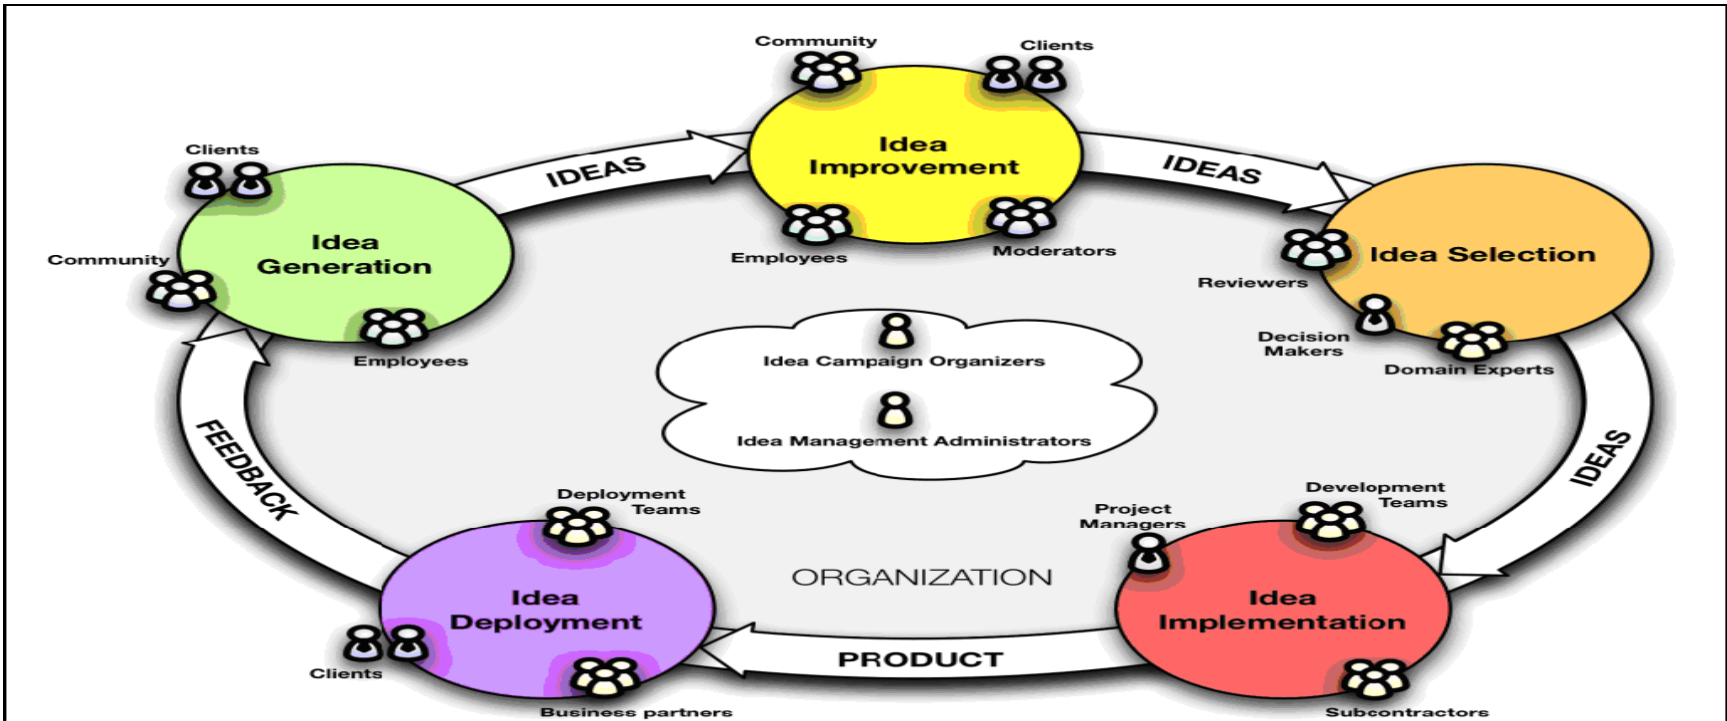 Community
Clients
Idea
Improvement
Employees
Moderators
IDEAS
IDEAS
Clients
Community
Idea
Generation
Employees
Idea Selection
Reviewers
Decision
Makers
Domain Experts
Idea Campaign Organizers
Idea Management Administrators
FEEDBACK
IDEAS
Deployment
Teams
Idea
Deployment
Clients
Business partners
ORGANIZATION
PRODUCT
Project
Managers
Development
Teams
Idea
Implementation
Subcontractors